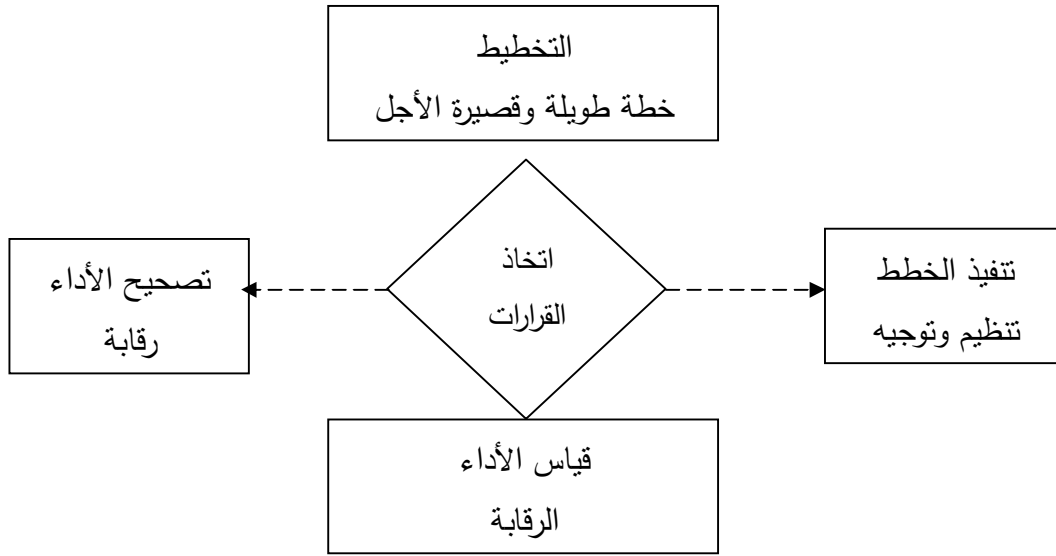 التخطيط
خطة طويلة وقصيرة الأجل
تنفيذ الخطط
تنظيم وتوجيه
اتخاذ
القرارات
تصحيح الأداء
رقابة
قياس الأداء
الرقابة